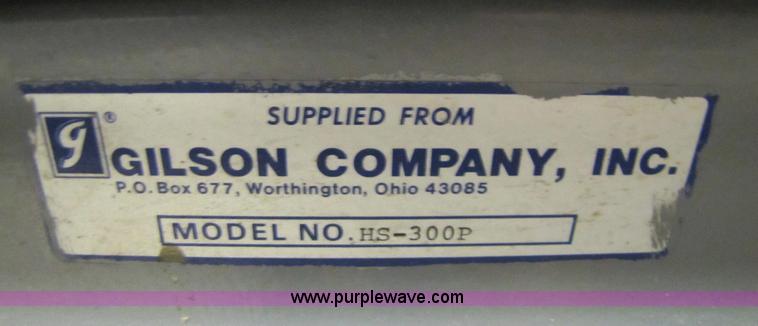 SUPPLIED FROM
g®
GILSON COMPANY, INC.
P.O. Box 677, Worthington, Ohio 43085
MODEL NO. HS-300P
www.purplewave.com